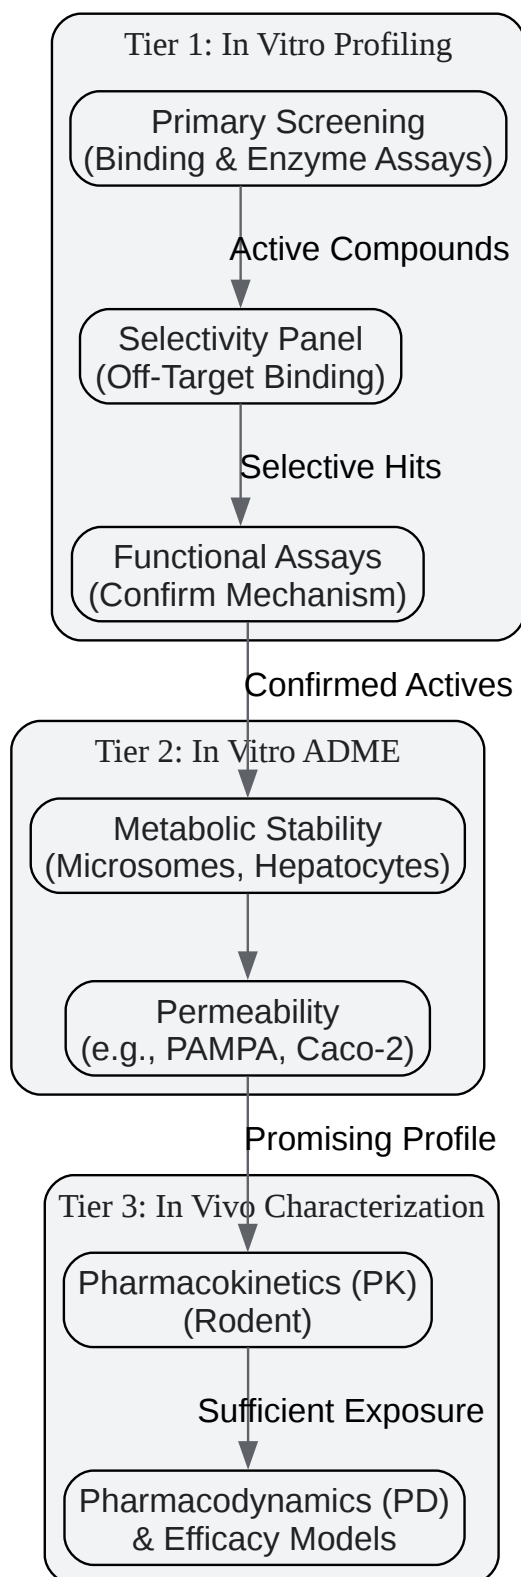 Tier 1: In Vitro Profiling
Primary Screening
(Binding & Enzyme Assays)
Active Compounds
Selectivity Panel
(Off-Target Binding)
Selective Hits
Functional Assays
(Confirm Mechanism)
Confirmed Actives
Tier 2: In Vitro ADME
Metabolic Stability
(Microsomes, Hepatocytes)
Permeability
(e.g., PAMPA, Caco-2)
Promising Profile
Tier 3: In Vivo Characterization
Pharmacokinetics (PK)
(Rodent)
Sufficient Exposure
Pharmacodynamics (PD)
& Efficacy Models